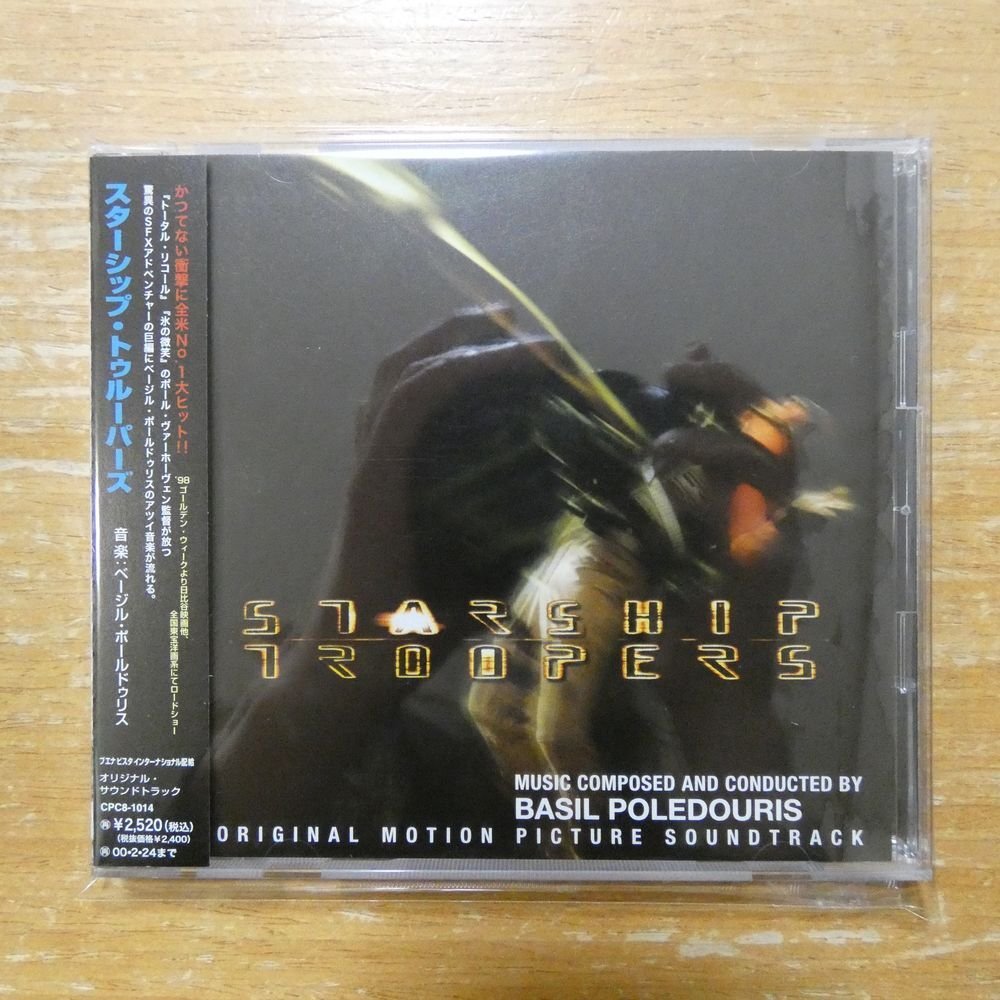 かつてない衝撃に全米No.1大ヒット!!
『トータル・リコール』『氷の微笑』のポール・ヴァーホーヴェン監督が放つ
驚異のSFXアドベンチャーの巨編にベージル・ポールドゥリスのアツイ音楽が流れる。
スターシップ・トゥルーパーズ
音楽:ベージル・ポールドゥリス
'98ゴールデン・ウィークより日比谷映画他、
全国東宝洋画系にてロードショー
ブエナビスタインターナショナル配給
オリジナル・
サウンドトラック
CPC8-1014
¥2,520(税込)
(税抜価格¥2,400)
00・2・24まで
STARSHIP
TROOPERS
MUSIC COMPOSED AND CONDUCTED BY
BASIL POLEDOURIS
ORIGINAL MOTION PICTURE SOUNDTRACK